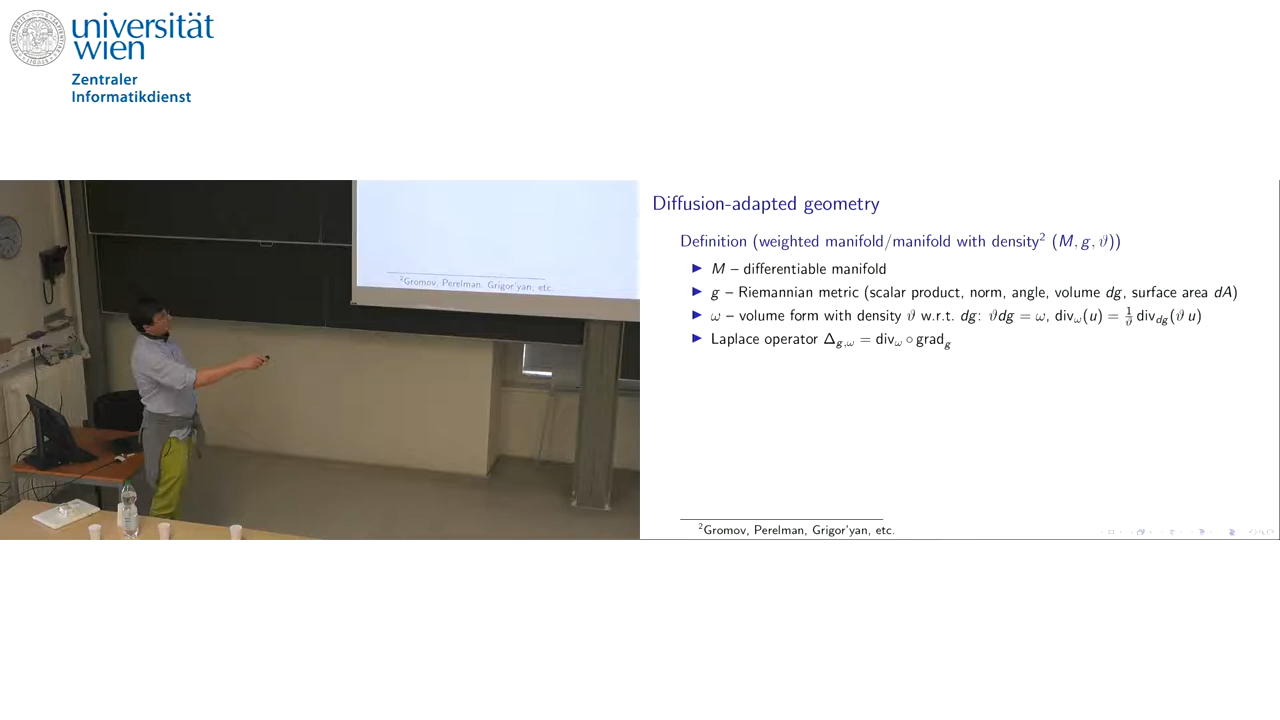 universität
wien
Zentraler
Informatikdienst
²Gromov, Perelman, Grigor'yan, etc.
Diffusion-adapted geometry
Definition (weighted manifold/manifold with density² (M, g, ϑ))
▶ M – differentiable manifold
▶ g – Riemannian metric (scalar product, norm, angle, volume dg, surface area dA)
▶ ω – volume form with density ϑ w.r.t. dg: ϑdg = ω, div_ω(u) = 1/ϑ div_dg(ϑ u)
▶ Laplace operator Δ_g,ω = div_ω ∘ grad_g
²Gromov, Perelman, Grigor'yan, etc.